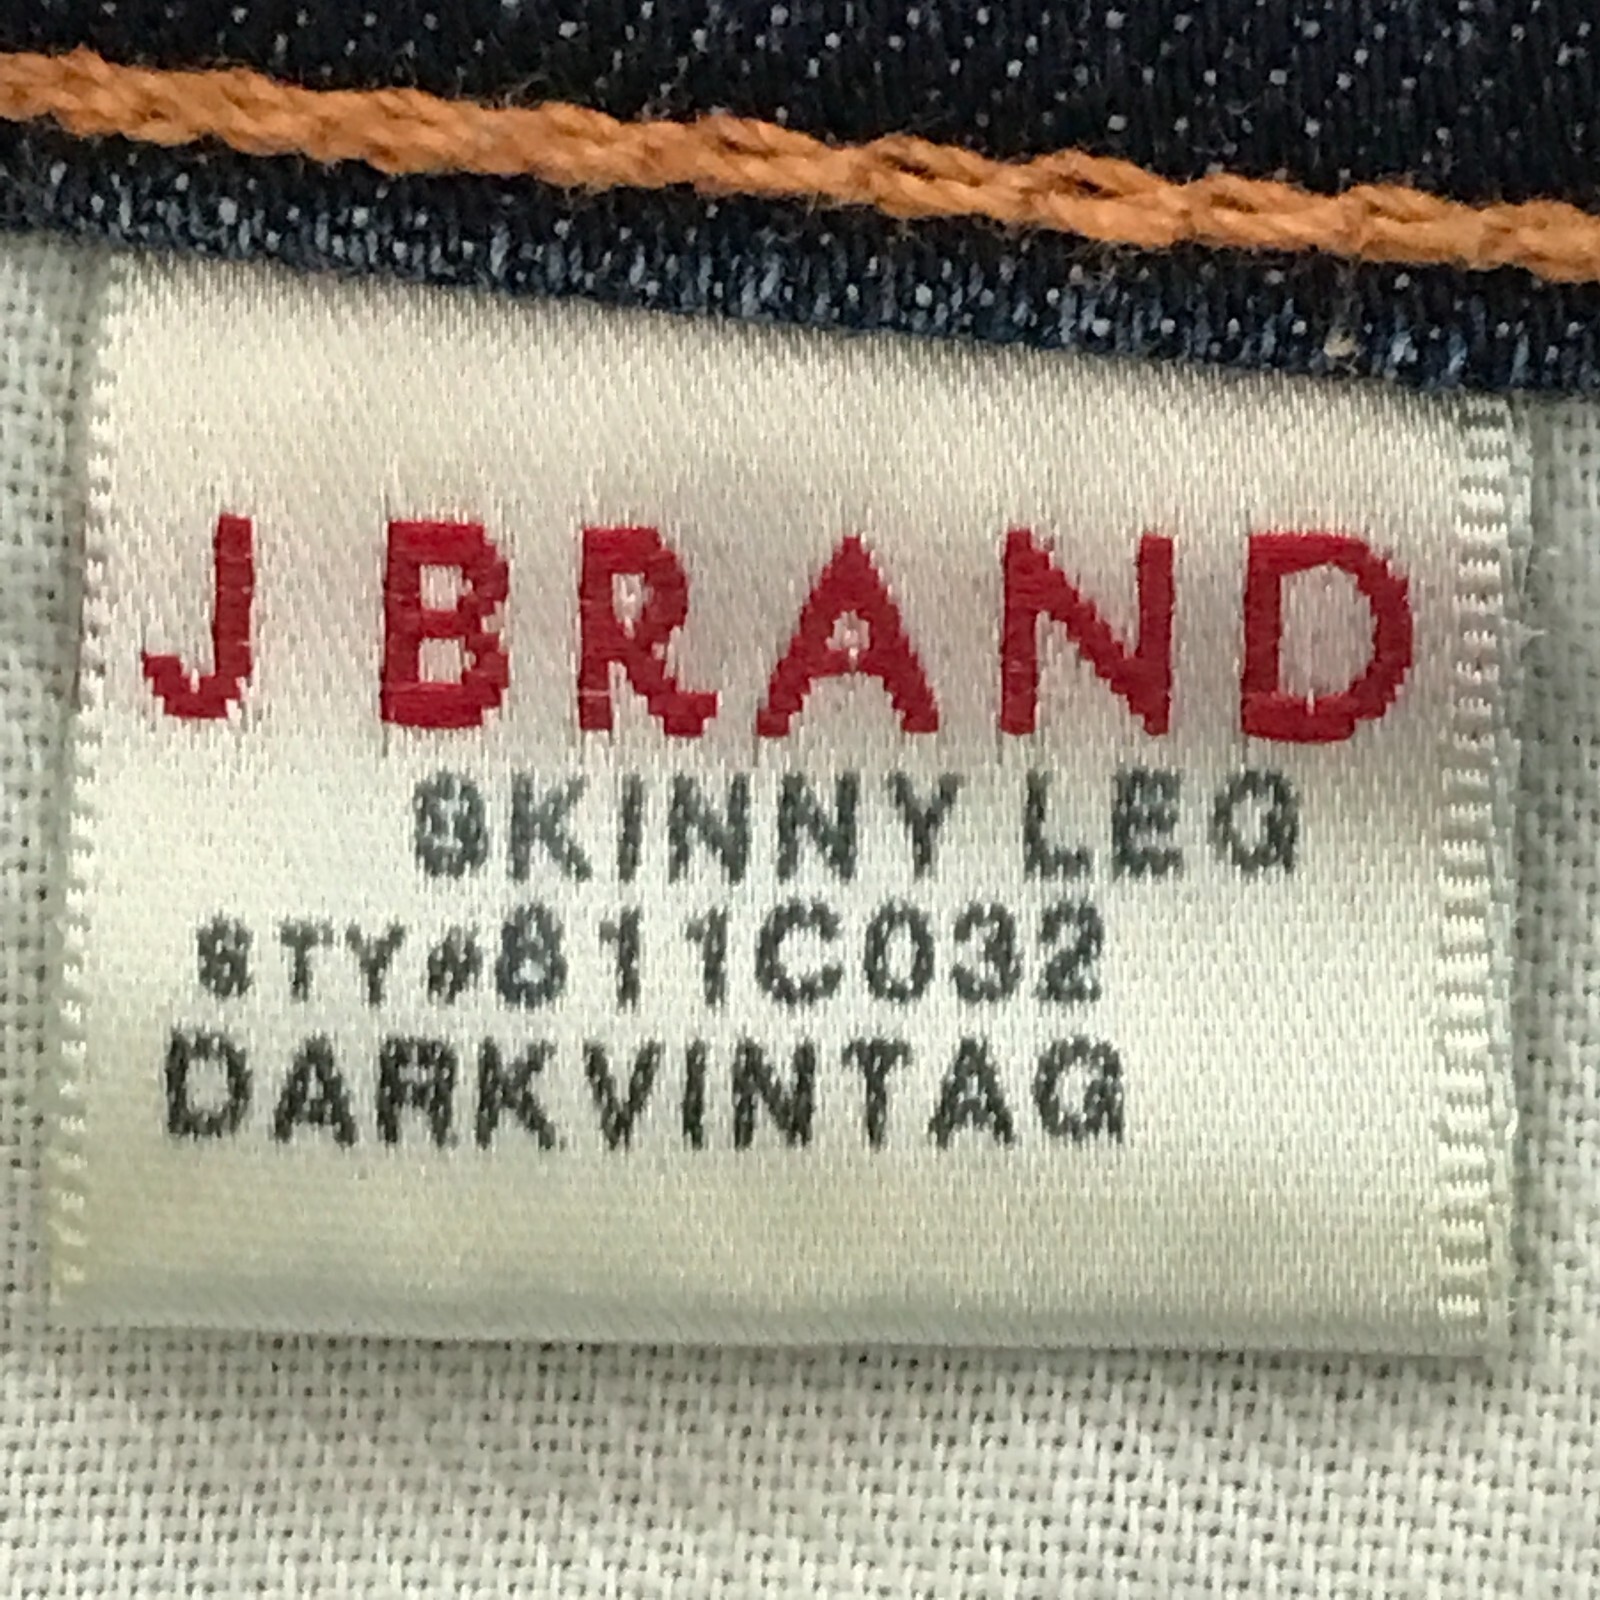 J BRAND
SKINNY LEG
STY#811C032
DARKVINTAG